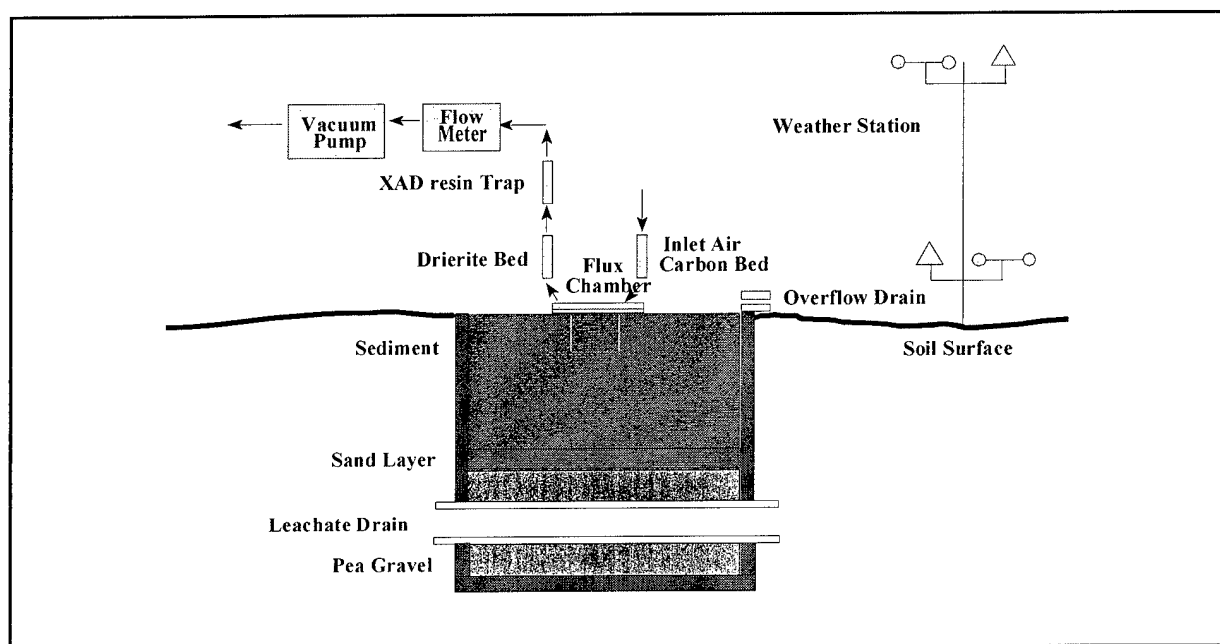 Vacuum
Pump
Flow
Meter
Weather Station
XAD resin Trap
Drierite Bed
Flux
Chamber
Inlet Air
Carbon Bed
Overflow Drain
Sediment
Soil Surface
Sand Layer
Leachate Drain
Pea Gravel